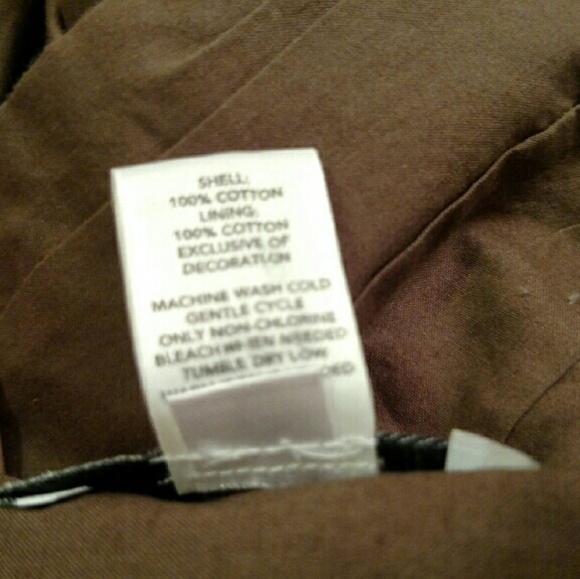 SHELL:
100% COTTON
LINING:
100% COTTON
EXCLUSIVE OF
DECORATION
MACHINE WASH COLD
GENTLE CYCLE
ONLY NON-CHLORINE
BLEACH WHEN NEEDED
TUMBLE DRY LOW